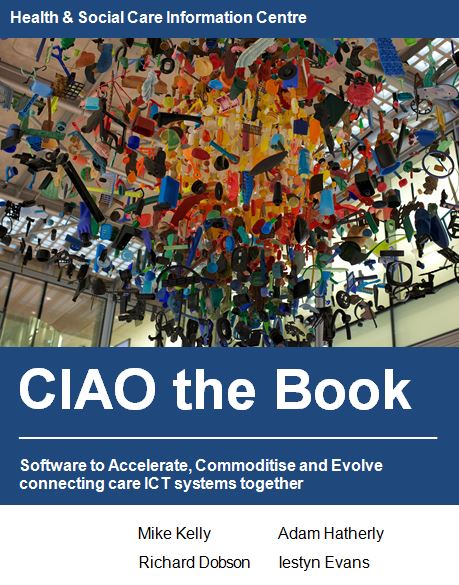 Health & Social Care Information Centre
CIAO the Book
Software to Accelerate, Commoditise and Evolve
connecting care ICT systems together
Mike Kelly Adam Hatherly
Richard Dobson Iestyn Evans